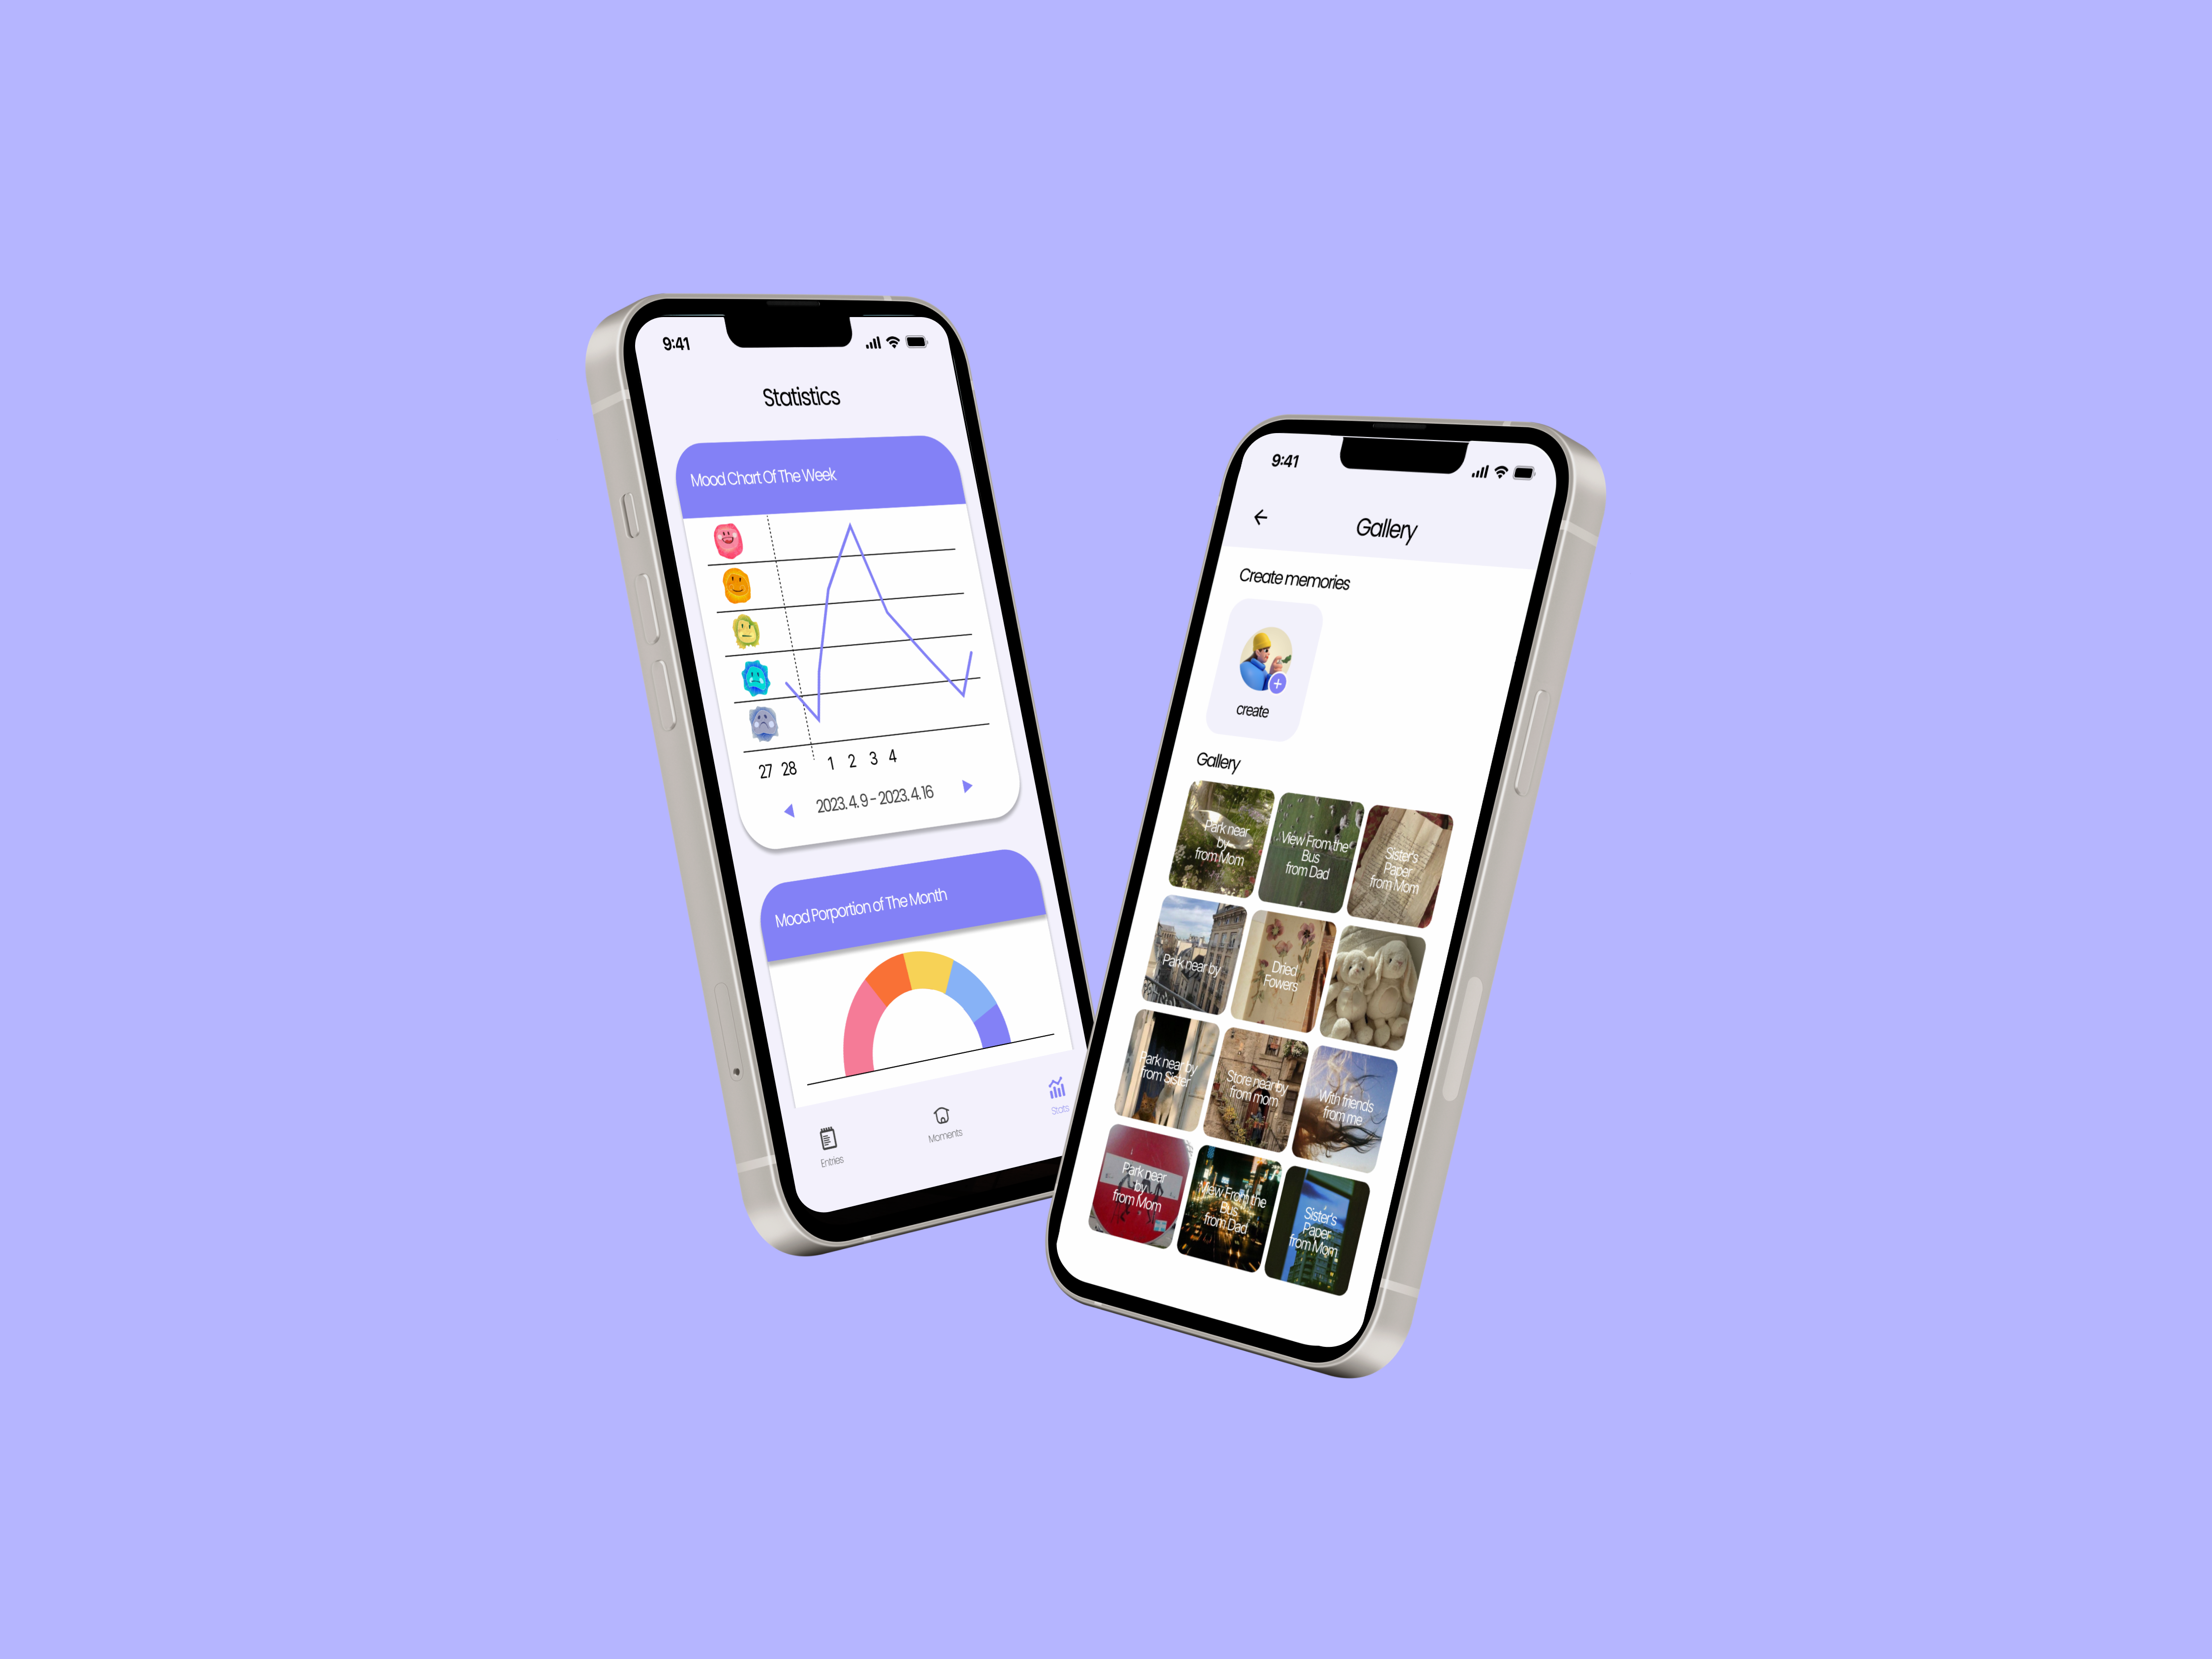 9:41
Statistics
Mood Chart Of The Week
27 28 1 2 3 4
2023. 4. 9 - 2023. 4. 16
Mood Porportion of The Month
Entries
Moments
Stats
9:41
Gallery
Create memories
create
Gallery
Park near
by
from Mom
View From the
Bus
from Dad
Sister's
Paper
from Mom
Park near by
Dried
Fowers
Park near by
from Sister
Store near by
from mom
With friends
from me
Park near
by
from Mom
View From the
Bus
from Dad
Sister's
Paper
from Mom